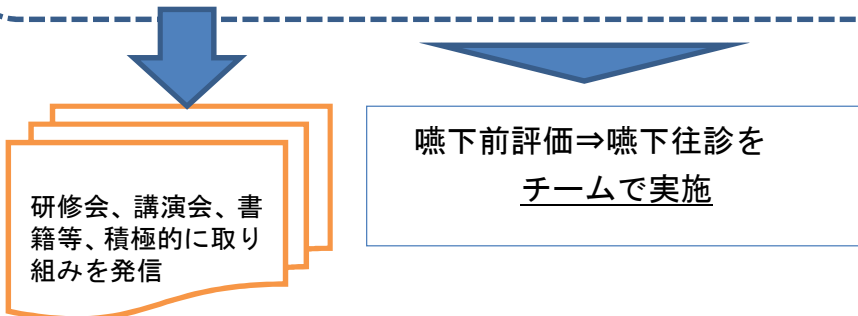 研修会、講演会、書
籍等、積極的に取り
組みを発信
嚥下前評価⇒嚥下往診を
チームで実施